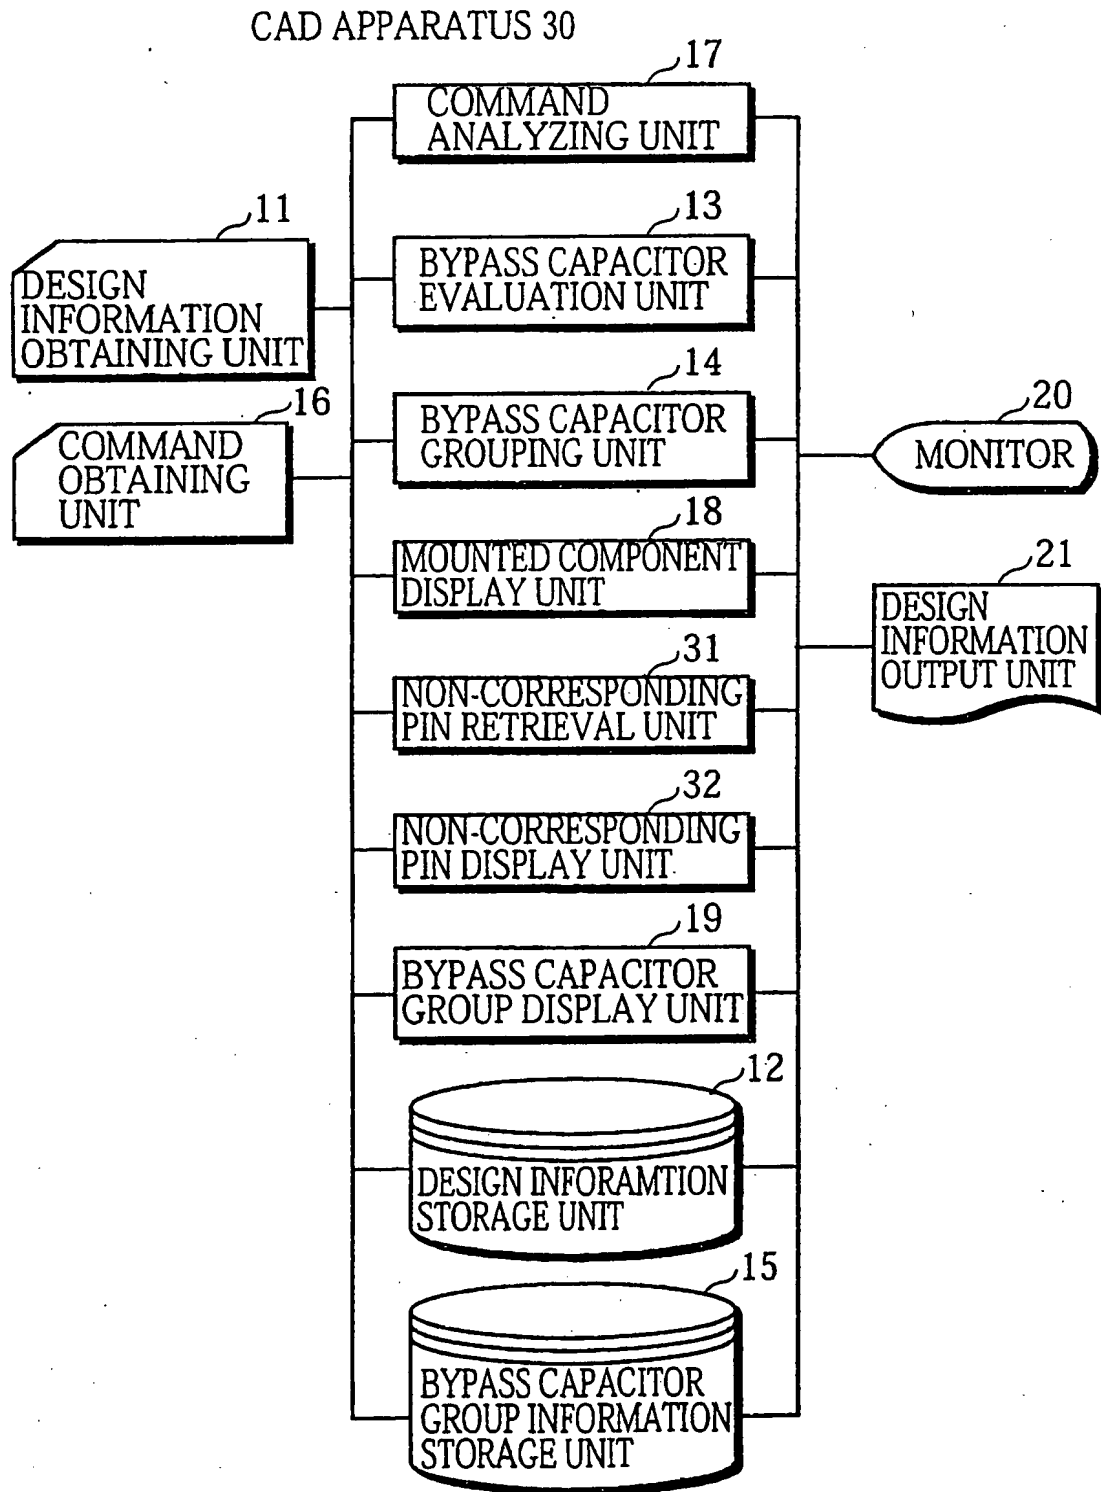 CAD APPARATUS 30
17
COMMAND
ANALYZING UNIT
11
DESIGN
INFORMATION
OBTAINING UNIT
13
BYPASS CAPACITOR
EVALUATION UNIT
16
COMMAND
OBTAINING
UNIT
14
BYPASS CAPACITOR
GROUPING UNIT
20
MONITOR
18
MOUNTED COMPONENT
DISPLAY UNIT
21
DESIGN
INFORMATION
OUTPUT UNIT
31
NON-CORRESPONDING
PIN RETRIEVAL UNIT
32
NON-CORRESPONDING
PIN DISPLAY UNIT
19
BYPASS CAPACITOR
GROUP DISPLAY UNIT
12
DESIGN INFORAMTION
STORAGE UNIT
15
BYPASS CAPACITOR
GROUP INFORMATION
STORAGE UNIT